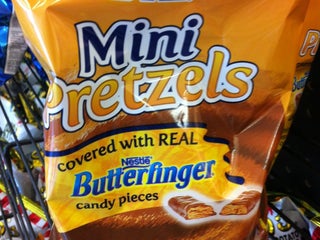 Mini
Pretzels
covered with REAL
Nestlé
Butterfinger
candy pieces